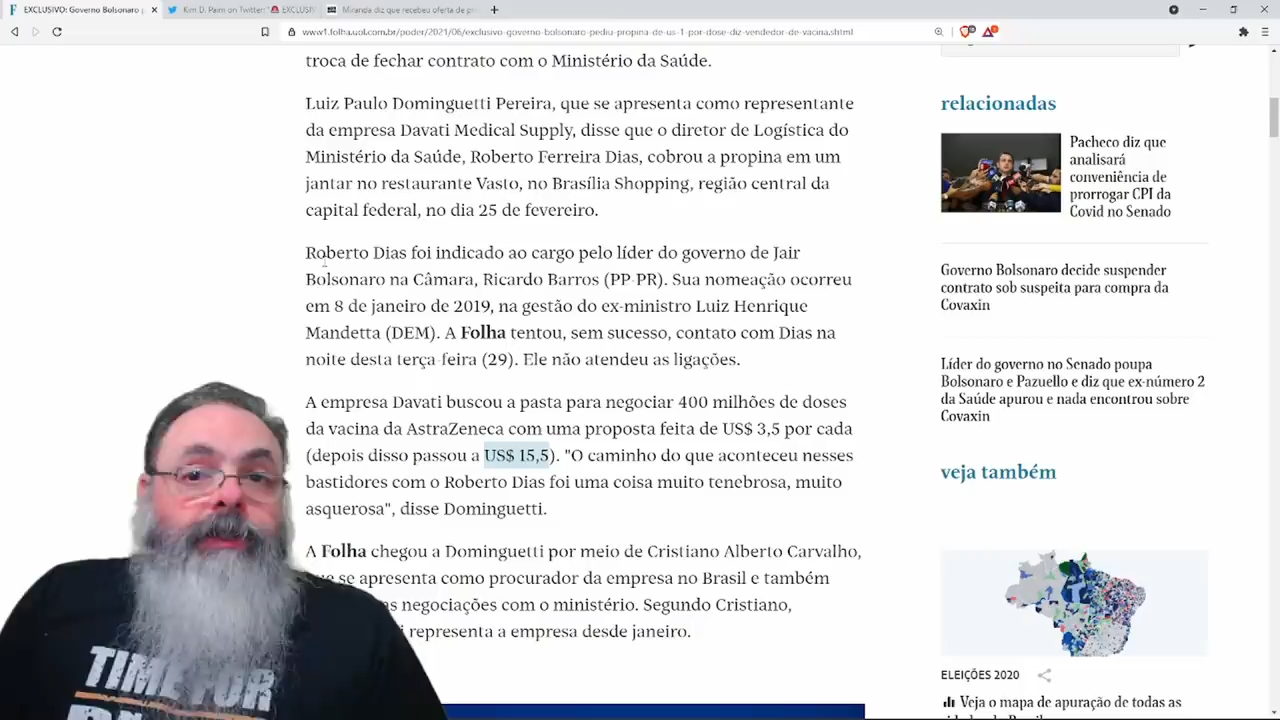 EXCLUSIVO: Governo Bolsonaro
Kim D. Paim on Twitter: "🚨 EXCLUSI
Miranda diz que recebeu oferta de
www1.folha.uol.com.br/poder/2021/06/exclusivo-governo-bolsonaro-pediu-propina-de-us-1-por-dose-diz-vendedor-de-vacina.shtml
troca de fechar contrato com o Ministério da Saúde.
Luiz Paulo Dominguetti Pereira, que se apresenta como representante
da empresa Davati Medical Supply, disse que o diretor de Logística do
Ministério da Saúde, Roberto Ferreira Dias, cobrou a propina em um
jantar no restaurante Vasto, no Brasília Shopping, região central da
capital federal, no dia 25 de fevereiro.
Roberto Dias foi indicado ao cargo pelo líder do governo de Jair
Bolsonaro na Câmara, Ricardo Barros (PP-PR). Sua nomeação ocorreu
em 8 de janeiro de 2019, na gestão do ex-ministro Luiz Henrique
Mandetta (DEM). A Folha tentou, sem sucesso, contato com Dias na
noite desta terça-feira (29). Ele não atendeu as ligações.
A empresa Davati buscou a pasta para negociar 400 milhões de doses
da vacina da AstraZeneca com uma proposta feita de US$ 3,5 por cada
(depois disso passou a US$ 15,5). "O caminho do que aconteceu nesses
bastidores com o Roberto Dias foi uma coisa muito tenebrosa, muito
asquerosa", disse Dominguetti.
A Folha chegou a Dominguetti por meio de Cristiano Alberto Carvalho,
se apresenta como procurador da empresa no Brasil e também
negociações com o ministério. Segundo Cristiano,
representa a empresa desde janeiro.
relacionadas
Pacheco diz que
analisará
conveniência de
prorrogar CPI da
Covid no Senado
Governo Bolsonaro decide suspender
contrato sob suspeita para compra da
Covaxin
Líder do governo no Senado poupa
Bolsonaro e Pazuello e diz que ex-número 2
da Saúde apurou e nada encontrou sobre
Covaxin
veja também
ELEIÇÕES 2020
Veja o mapa de apuração de todas as
TIME FOR